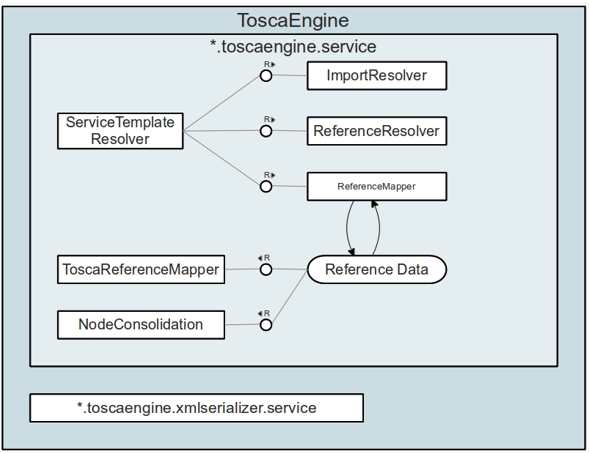 ToscaEngine
*.toscaengine.service
R
ImportResolver
ServiceTemplate
Resolver
R
ReferenceResolver
R
ReferenceMapper
ToscaReferenceMapper
R
Reference Data
NodeConsolidation
R
*.toscaengine.xmlserializer.service